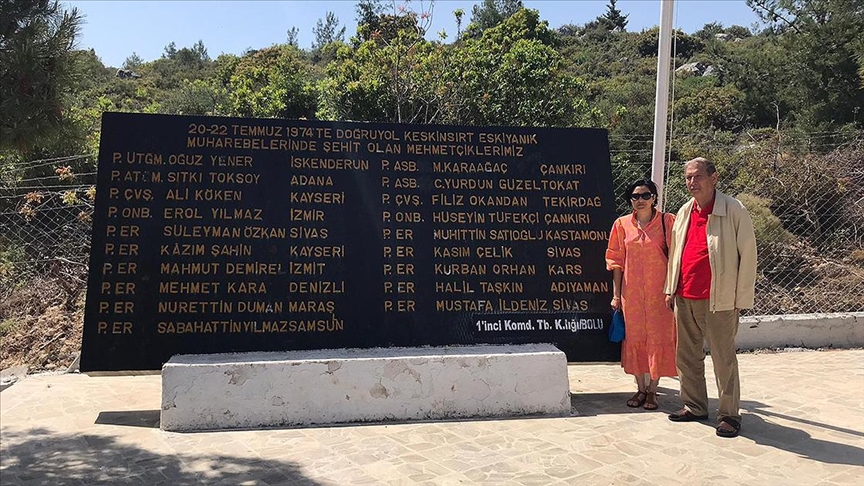 20-22 TEMMUZ 1974'TE DOĞRUYOL KESKİNSIRT ESKİYANIK
MUHAREBELERİNDE ŞEHİT OLAN MEHMETÇİKLERİMİZ
P. ÜTĞM. OĞUZ YENER İSKENDERUN
P. ATĞM. SITKI TOKSOY ADANA
P. ÇVŞ. ALİ KÖKEN KAYSERİ
P. ONB. EROL YILMAZ İZMİR
P. ER SÜLEYMAN ÖZKAN SİVAS
P. ER KAZIM ŞAHİN KAYSERİ
P. ER MAHMUT DEMİREL İZMİT
P. ER MEHMET KARA DENİZLİ
P. ER NURETTİN DUMAN MARAŞ
P. ER SABAHATTİN YILMAZ SAMSUN
P. ASB. M.KARAAĞAÇ ÇANKIRI
P. ASB. C.YURDUN GÜZEL TOKAT
P. ÇVŞ. FİLİZ OKANDAN TEKİRDAĞ
P. ONB. HÜSEYİN TÜFEKÇİ ÇANKIRI
P. ER MUHİTTİN SATIOĞLU KASTAMONU
P. ER KASIM ÇELİK SİVAS
P. ER KURBAN ORHAN KARS
P. ER HALİL TAŞKIN ADIYAMAN
P. ER MUSTAFA İLDENİZ SİVAS
1'inci Komd. Tb. K.lığı/BOLU